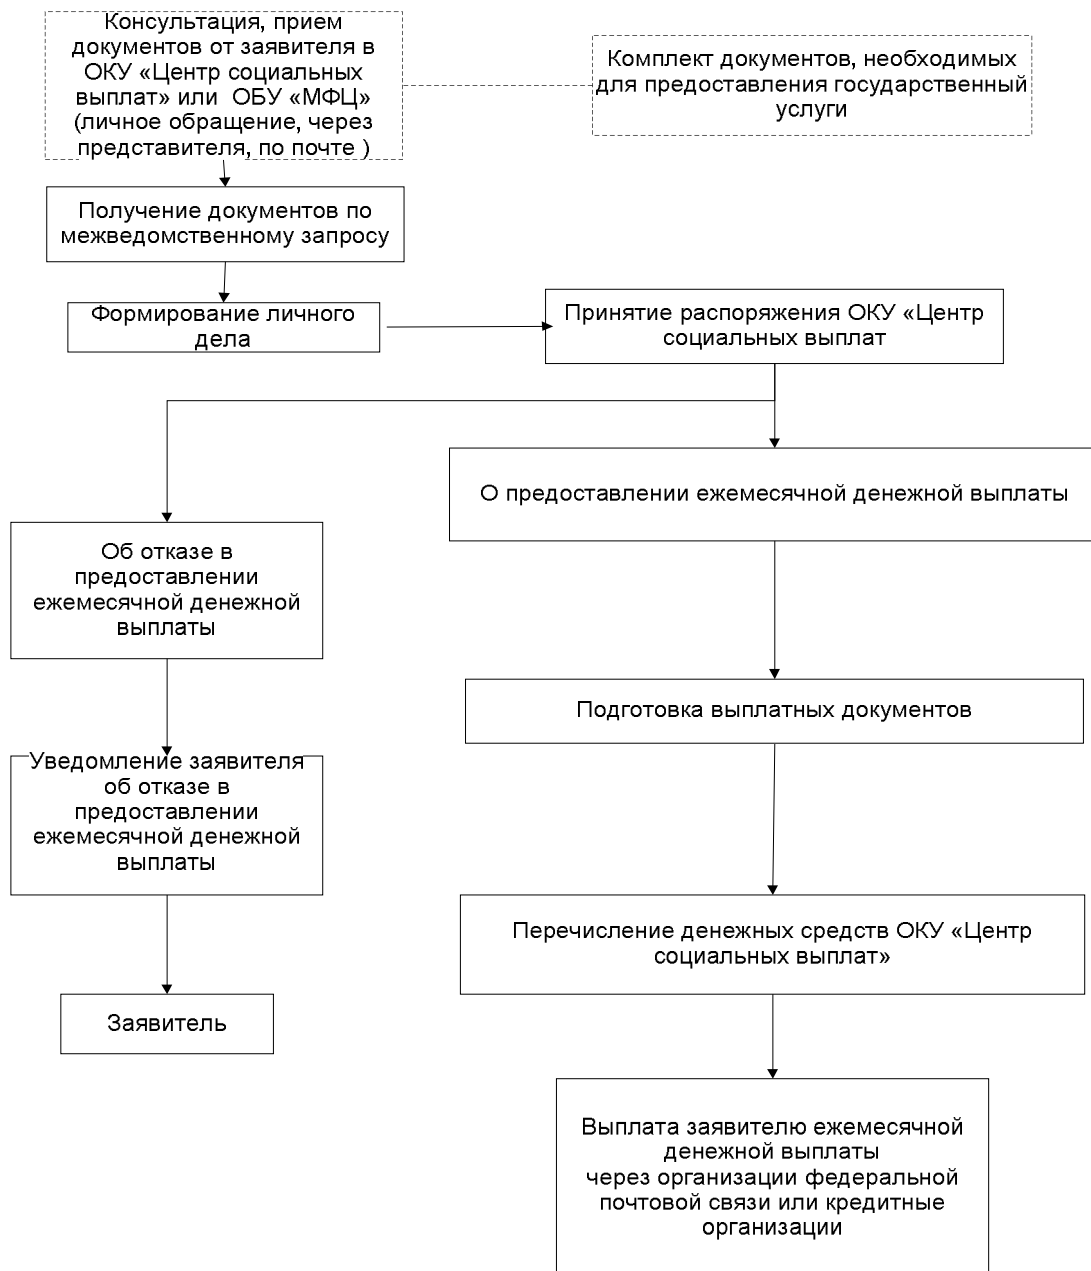 Консультация, прием
документов от заявителя в
ОКУ «Центр социальных
выплат» или  ОБУ «МФЦ»
(личное обращение, через
представителя, по почте )
Комплект документов, необходимых
для предоставления государственный
услуги
Получение документов по
межведомственному запросу
Формирование личного
дела
Принятие распоряжения ОКУ «Центр
социальных выплат
О предоставлении ежемесячной денежной выплаты
Об отказе в
предоставлении
ежемесячной денежной
выплаты
Подготовка выплатных документов
Уведомление заявителя
об отказе в
предоставлении
ежемесячной денежной
выплаты
Перечисление денежных средств ОКУ «Центр
социальных выплат»
Заявитель
Выплата заявителю ежемесячной
денежной выплаты
через организации федеральной
почтовой связи или кредитные
организации